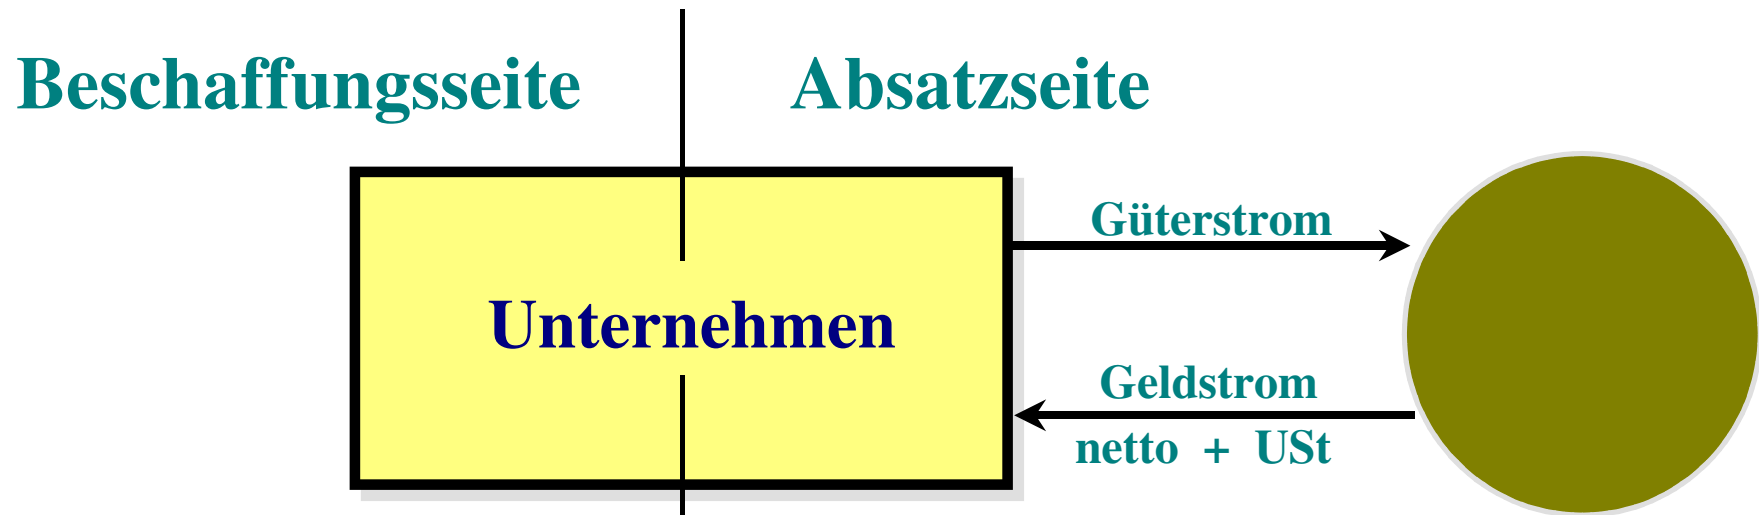 Beschaffungsseite
Absatzseite
Güterstrom
Unternehmen
Geldstrom
netto + USt